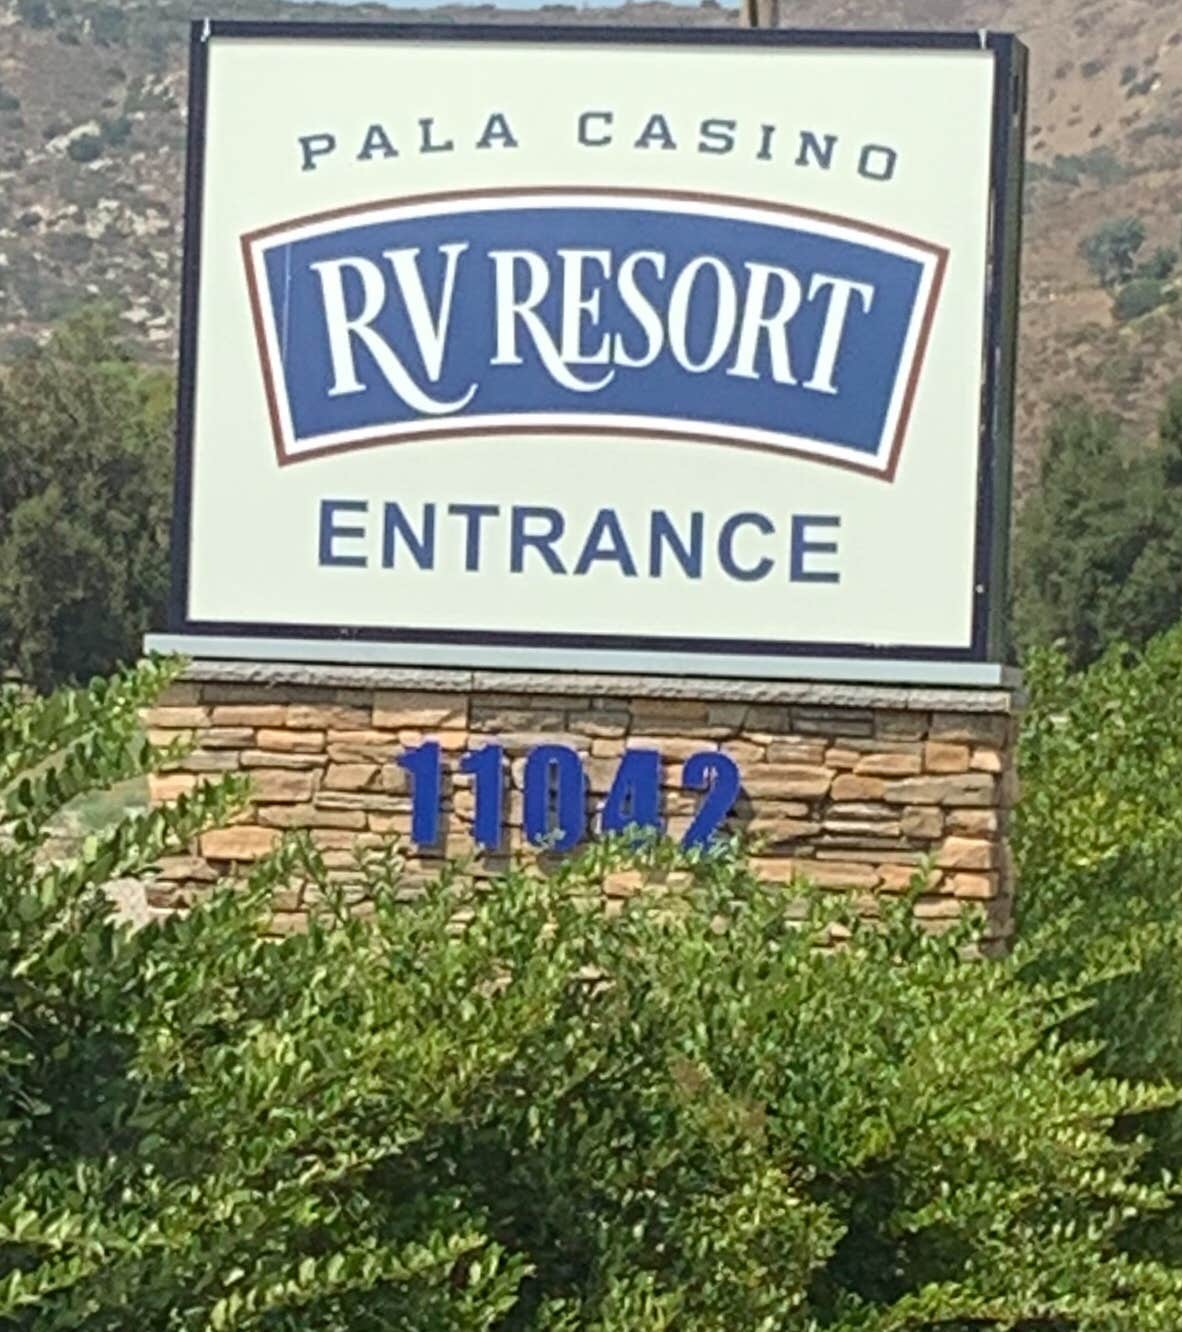 PALA CASINO
RV RESORT
ENTRANCE
11042